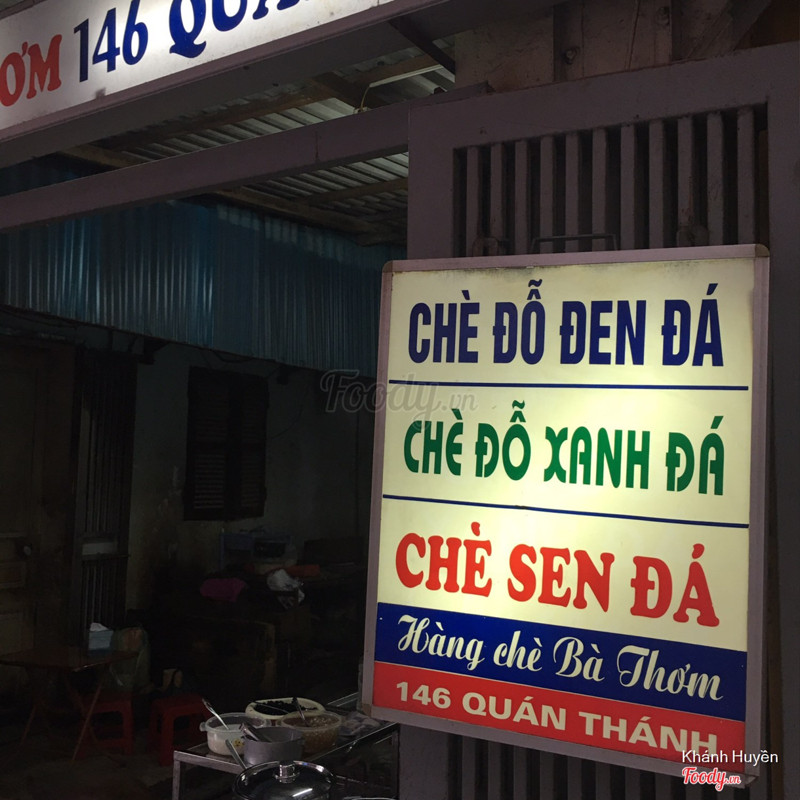 ƠM 146 QUÁN
CHÈ ĐỖ ĐEN ĐÁ
Foody.vn
CHÈ ĐỖ XANH ĐÁ
CHÈ SEN ĐÁ
Hàng chè Bà Thơm
146 QUÁN THÁNH
Khánh Huyền
Foody.vn